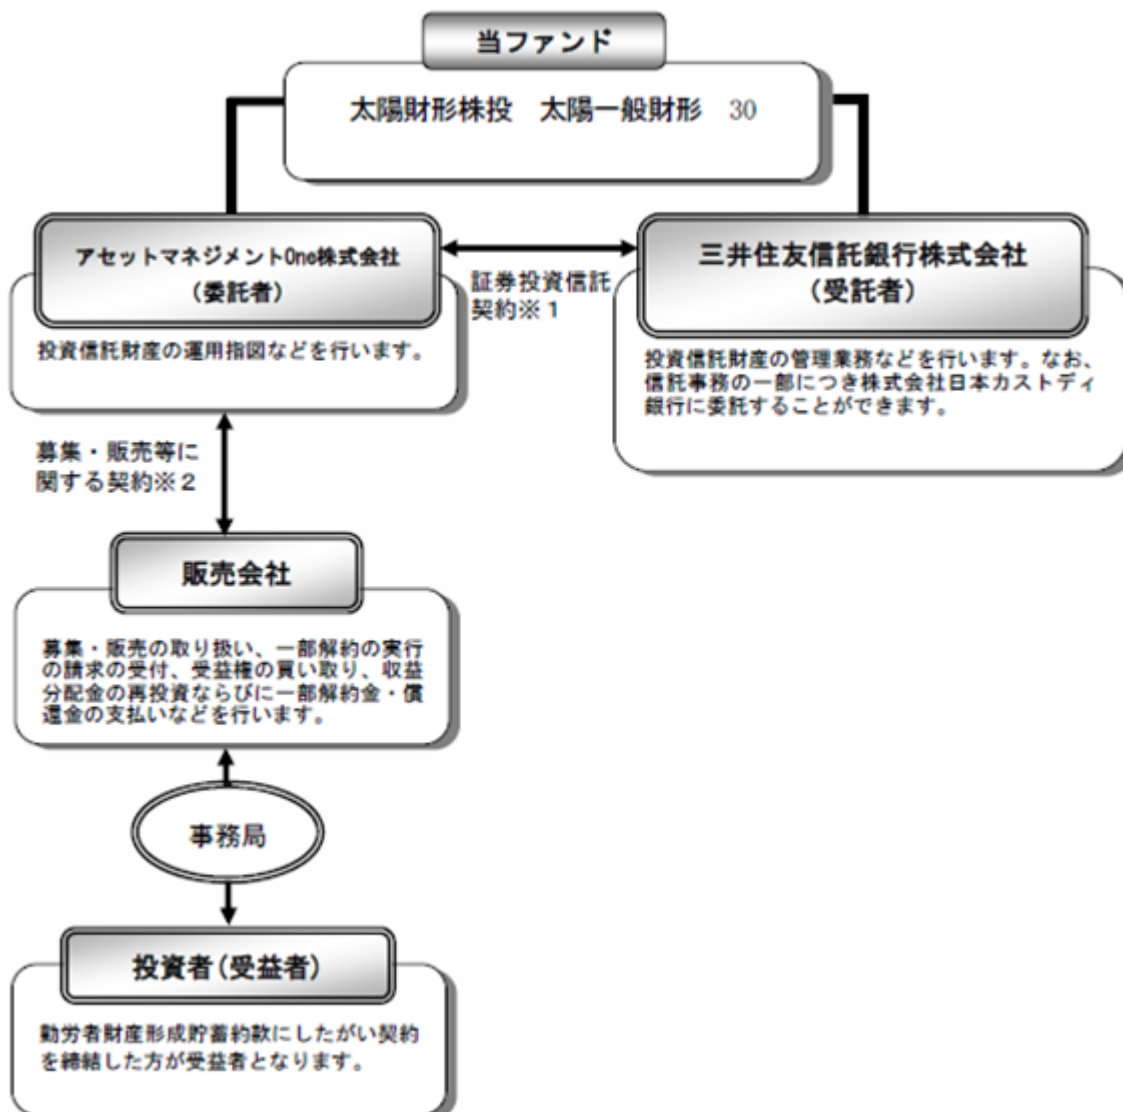 当ファンド
太陽財形株投　太陽一般財形　30
アセットマネジメントOne株式会社
（委託者）
投資信託財産の運用指図などを行います。
証券投資信託
契約※１
三井住友信託銀行株式会社
（受託者）
投資信託財産の管理業務などを行います。なお、
信託事務の一部につき株式会社日本カストディ
銀行に委託することができます。
募集・販売等に
関する契約※２
販売会社
募集・販売の取り扱い、一部解約の実行
の請求の受付、受益権の買い取り、収益
分配金の再投資ならびに一部解約金・償
還金の支払いなどを行います。
事務局
投資者(受益者)
勤労者財産形成貯蓄約款にしたがい契約
を締結した方が受益者となります。